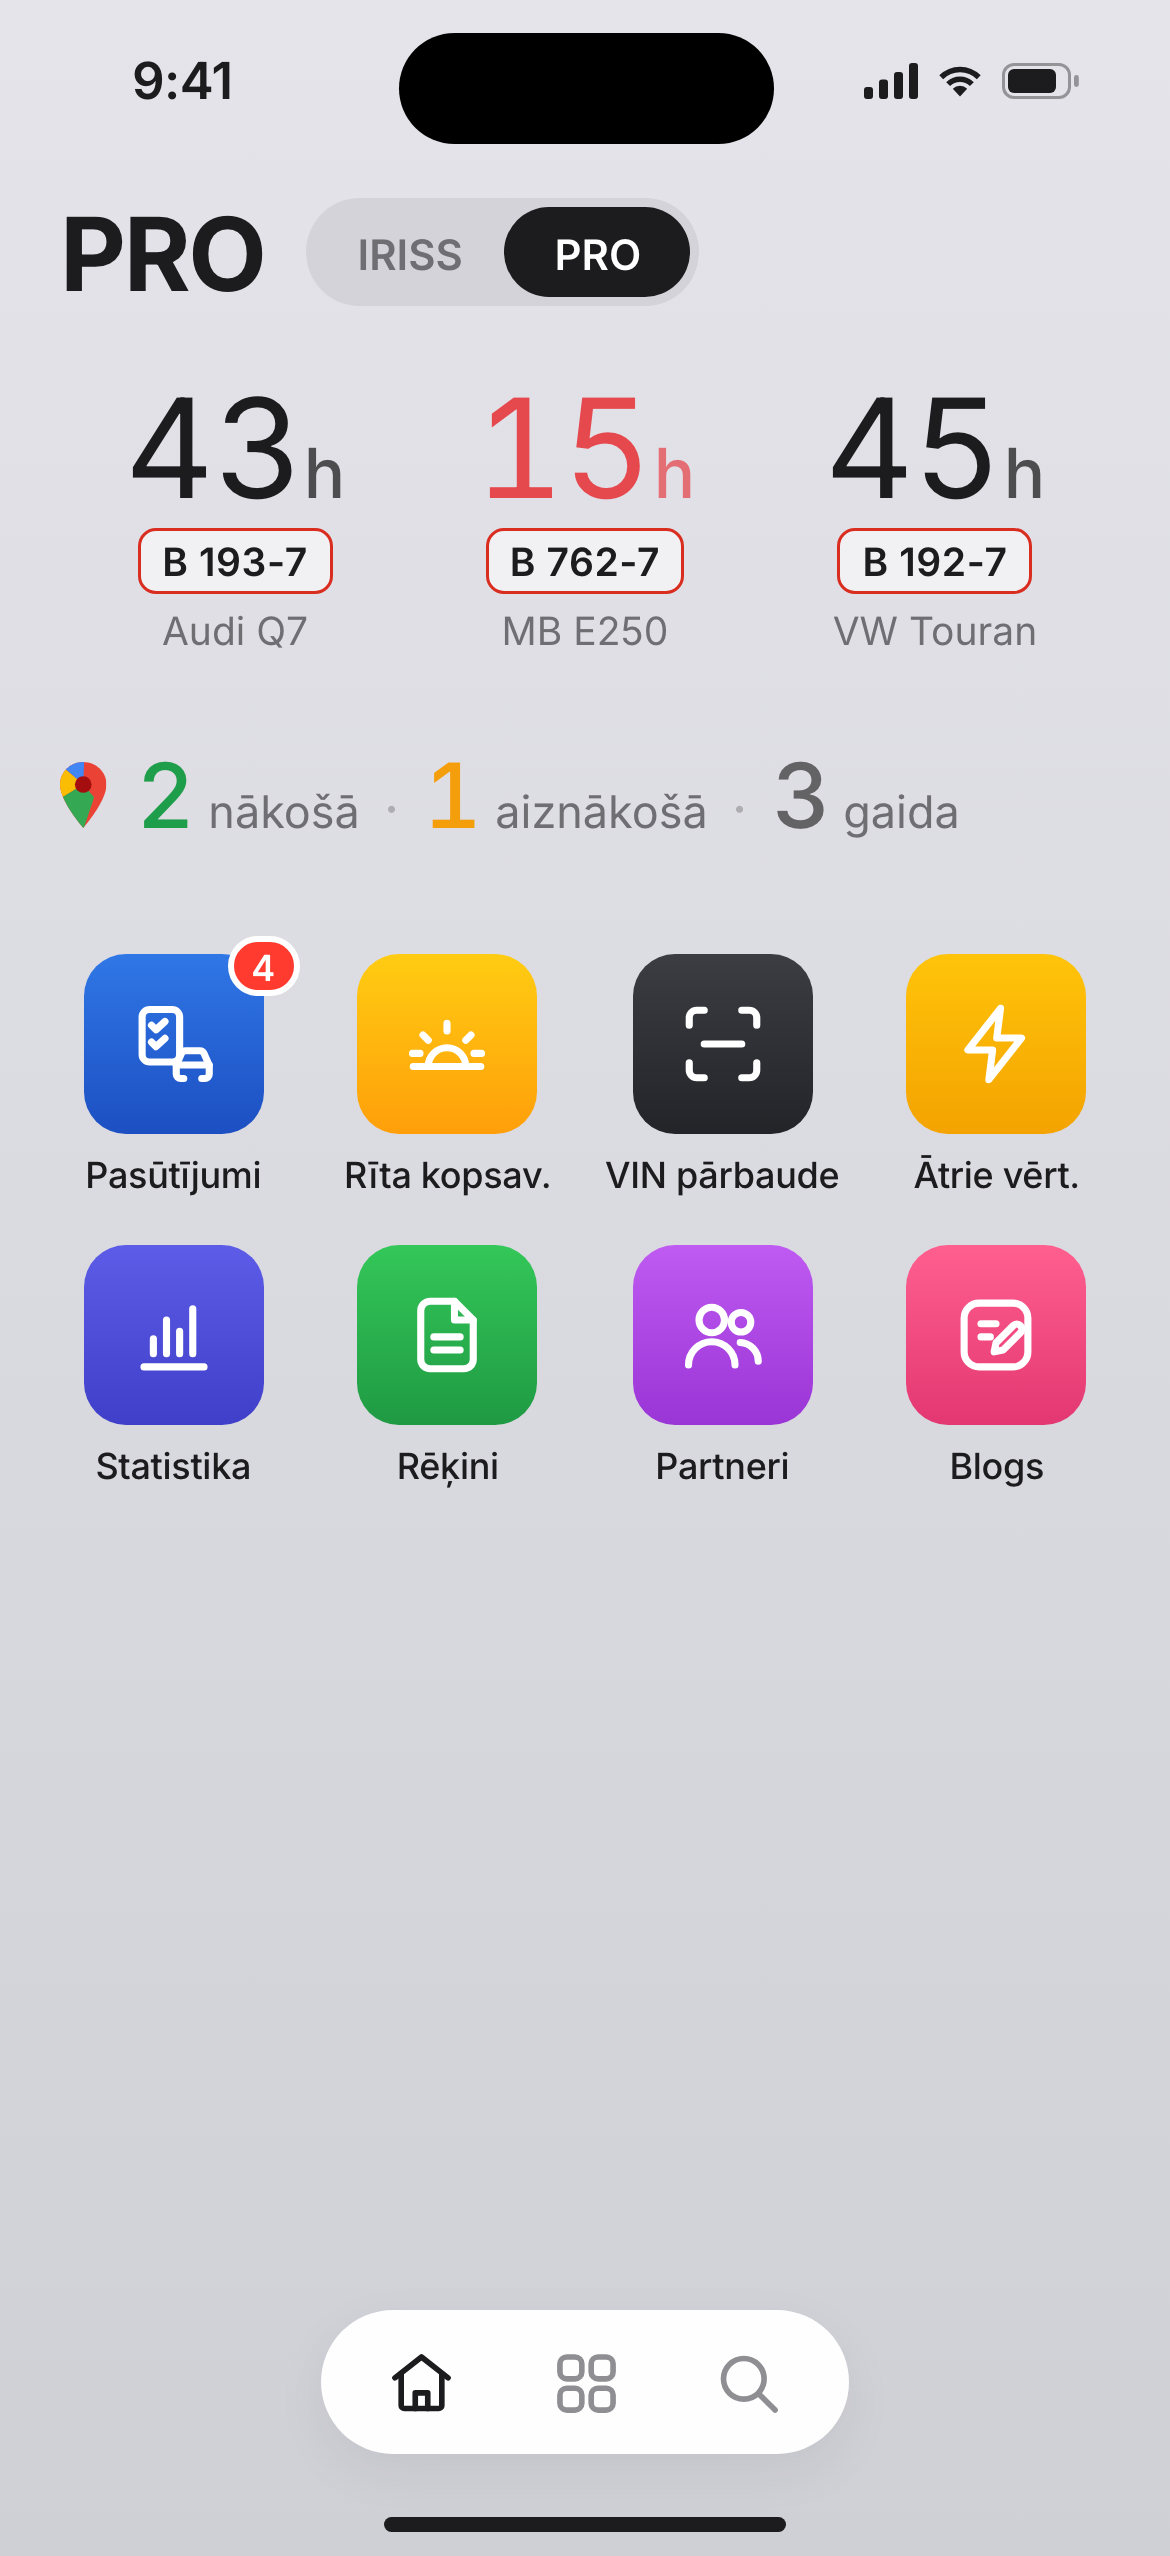 9:41
PRO IRISS PRO
43h 15h 45h
B 193-7 B 762-7 B 192-7
Audi Q7 MB E250 VW Touran
2 nākošā · 1 aiznākošā · 3 gaida
4
Pasūtījumi Rīta kopsav. VIN pārbaude Ātrie vērt.
Statistika Rēķini Partneri Blogs